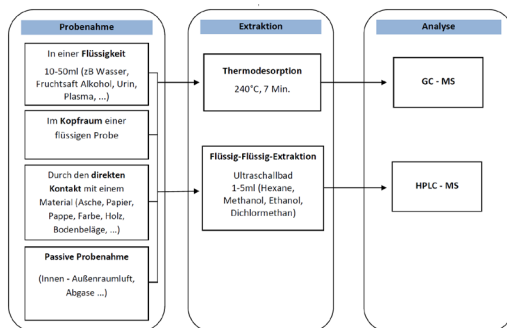 Probenahme
In einer Flüssigkeit
10-50ml (zB Wasser,
Fruchtsaft Alkohol, Urin,
Plasma, ...)
Im Kopfraum einer
flüssigen Probe
Durch den direkten
Kontakt mit einem
Material (Asche, Papier,
Pappe, Farbe, Holz,
Bodenbeläge, ...)
Passive Probenahme
(Innen - Außenraumluft,
Abgase ...)
Extraktion
Thermodesorption
240°C, 7 Min.
Flüssig-Flüssig-Extraktion
Ultraschallbad
1-5ml (Hexane,
Methanol, Ethanol,
Dichlormethan)
Analyse
GC - MS
HPLC - MS